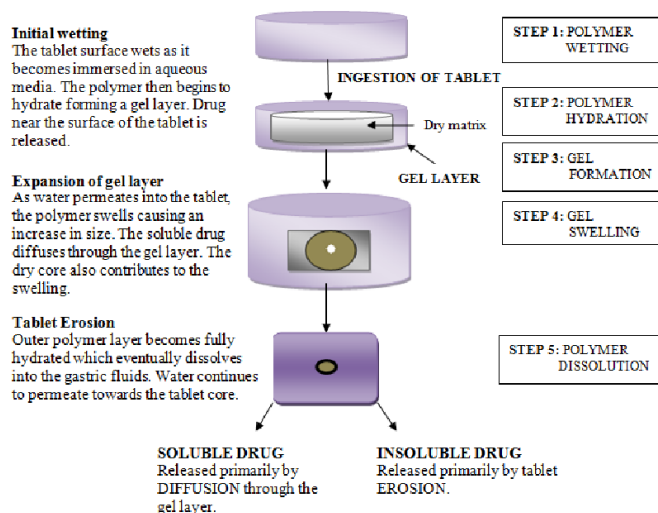 Initial wetting
The tablet surface wets as it
becomes immersed in aqueous
media. The polymer then begins to
hydrate forming a gel layer. Drug
near the surface of the tablet is
released.
STEP 1: POLYMER
WETTING
INGESTION OF TABLET
STEP 2: POLYMER
HYDRATION
Dry matrix
STEP 3: GEL
FORMATION
GEL LAYER
Expansion of gel layer
As water permeates into the tablet,
the polymer swells causing an
increase in size. The soluble drug
diffuses through the gel layer. The
dry core also contributes to the
swelling.
STEP 4: GEL
SWELLING
Tablet Erosion
Outer polymer layer becomes fully
hydrated which eventually dissolves
into the gastric fluids. Water continues
to permeate towards the tablet core.
STEP 5: POLYMER
DISSOLUTION
SOLUBLE DRUG
Released primarily by
DIFFUSION through the
gel layer.
INSOLUBLE DRUG
Released primarily by tablet
EROSION.